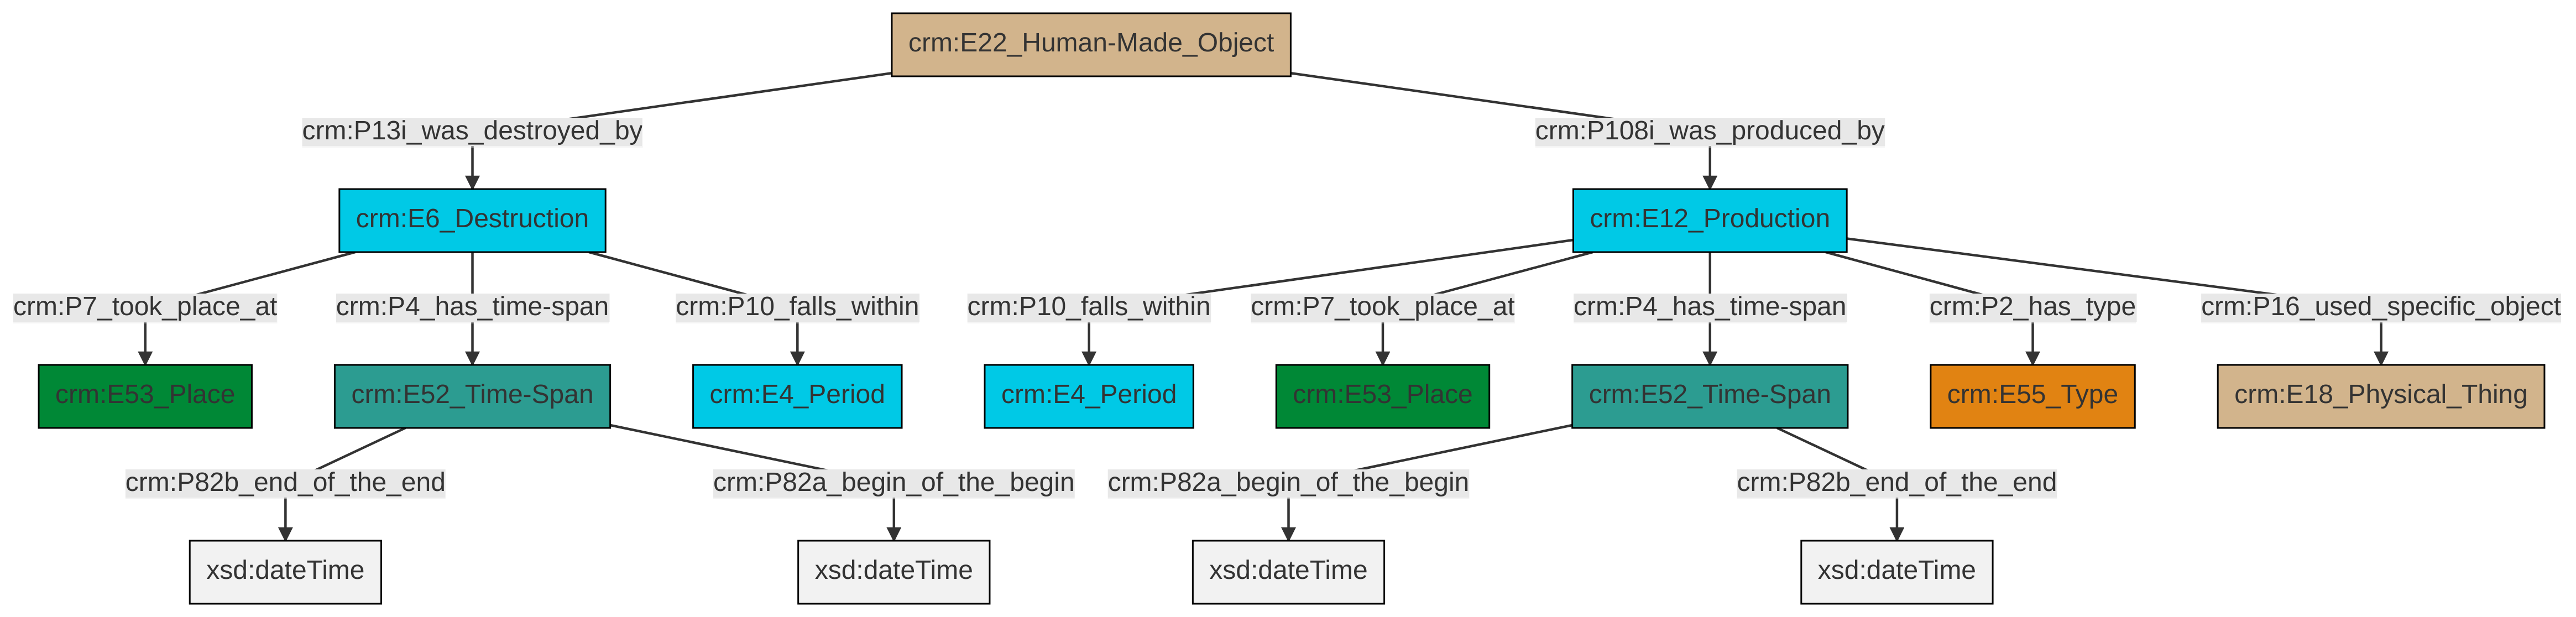 crm:E22_Human-Made_Object
crm:P13i_was_destroyed_by
crm:P108i_was_produced_by
crm:E6_Destruction
crm:E12_Production
crm:P7_took_place_at
crm:P4_has_time-span
crm:P10_falls_within
crm:P10_falls_within
crm:P7_took_place_at
crm:P4_has_time-span
crm:P2_has_type
crm:P16_used_specific_object
crm:E53_Place
crm:E52_Time-Span
crm:E4_Period
crm:E4_Period
crm:E53_Place
crm:E52_Time-Span
crm:E55_Type
crm:E18_Physical_Thing
crm:P82b_end_of_the_end
crm:P82a_begin_of_the_begin
crm:P82a_begin_of_the_begin
crm:P82b_end_of_the_end
xsd:dateTime
xsd:dateTime
xsd:dateTime
xsd:dateTime